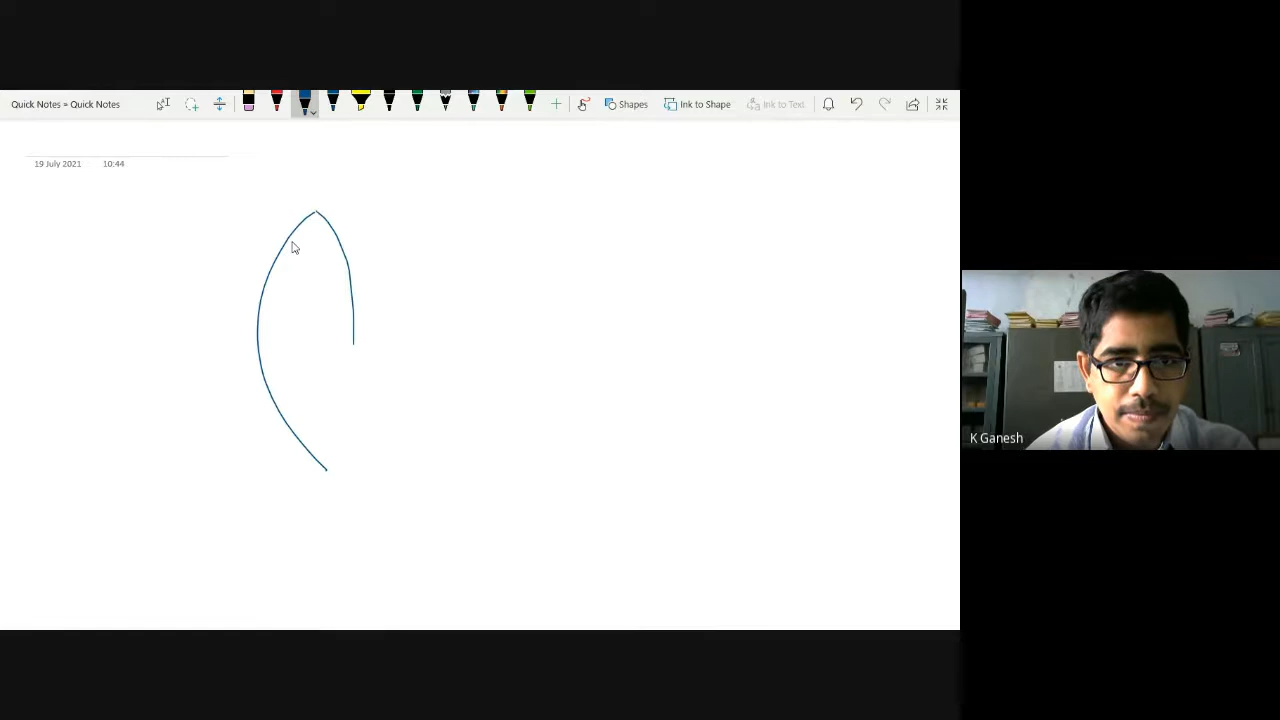 Quick Notes » Quick Notes
Shapes
Ink to Shape
Ink to Text
19 July 2021 10:44
K Ganesh